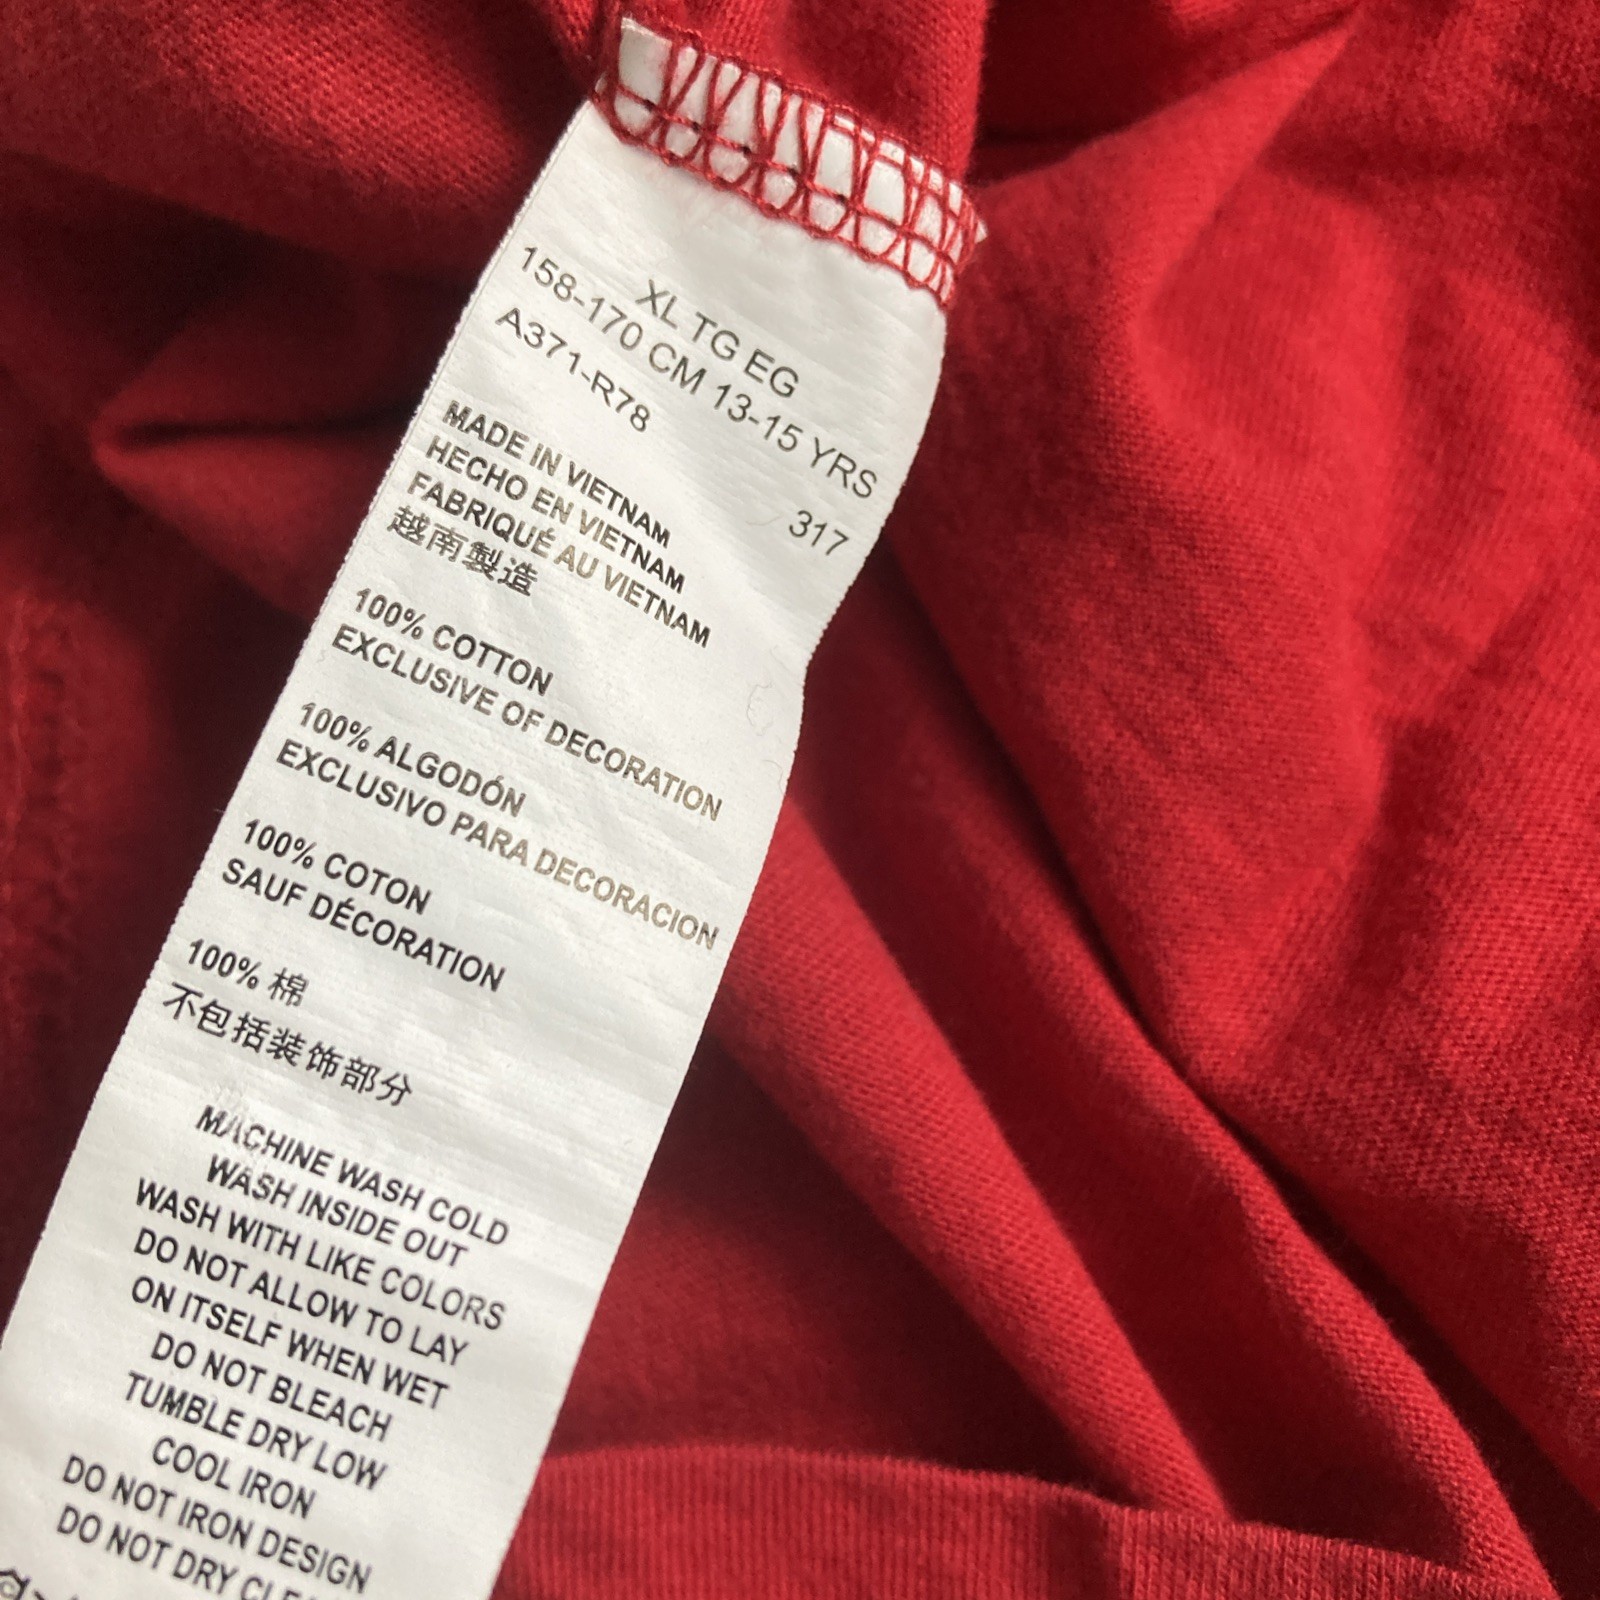 XL TG EG
158-170 CM 13-15 YRS
A371-R78 317
MADE IN VIETNAM
HECHO EN VIETNAM
FABRIQUÉ AU VIETNAM
越南製造
100% COTTON
EXCLUSIVE OF DECORATION
100% ALGODÓN
EXCLUSIVO PARA DECORACION
100% COTON
SAUF DÉCORATION
100% 棉
不包括装饰部分
MACHINE WASH COLD
WASH INSIDE OUT
WASH WITH LIKE COLORS
DO NOT ALLOW TO LAY
ON ITSELF WHEN WET
DO NOT BLEACH
TUMBLE DRY LOW
COOL IRON
DO NOT IRON DESIGN
DO NOT DRY